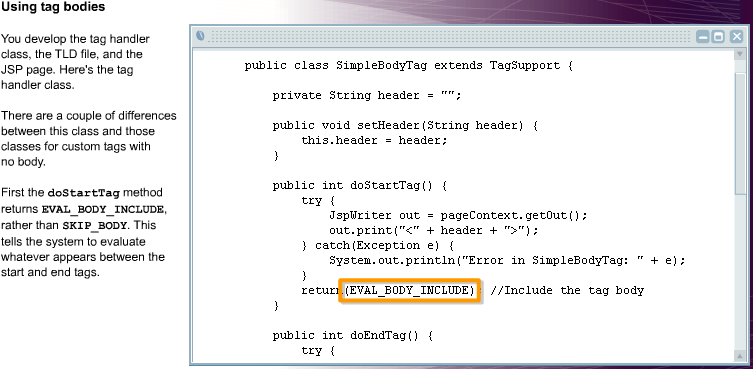 Using tag bodies
You develop the tag handler
class, the TLD file, and the
JSP page. Here's the tag
handler class.
There are a couple of differences
between this class and those
classes for custom tags with
no body.
First the doStartTag method
returns EVAL_BODY_INCLUDE,
rather than SKIP_BODY. This
tells the system to evaluate
whatever appears between the
start and end tags.
public class SimpleBodyTag extends TagSupport {
private String header = "";
public void setHeader(String header) {
this.header = header;
}
public int doStartTag() {
try {
JspWriter out = pageContext.getOut();
out.print("<" + header + ">");
} catch(Exception e) {
System.out.println("Error in SimpleBodyTag: " + e);
}
return(EVAL_BODY_INCLUDE); //Include the tag body
}
public int doEndTag() {
try {